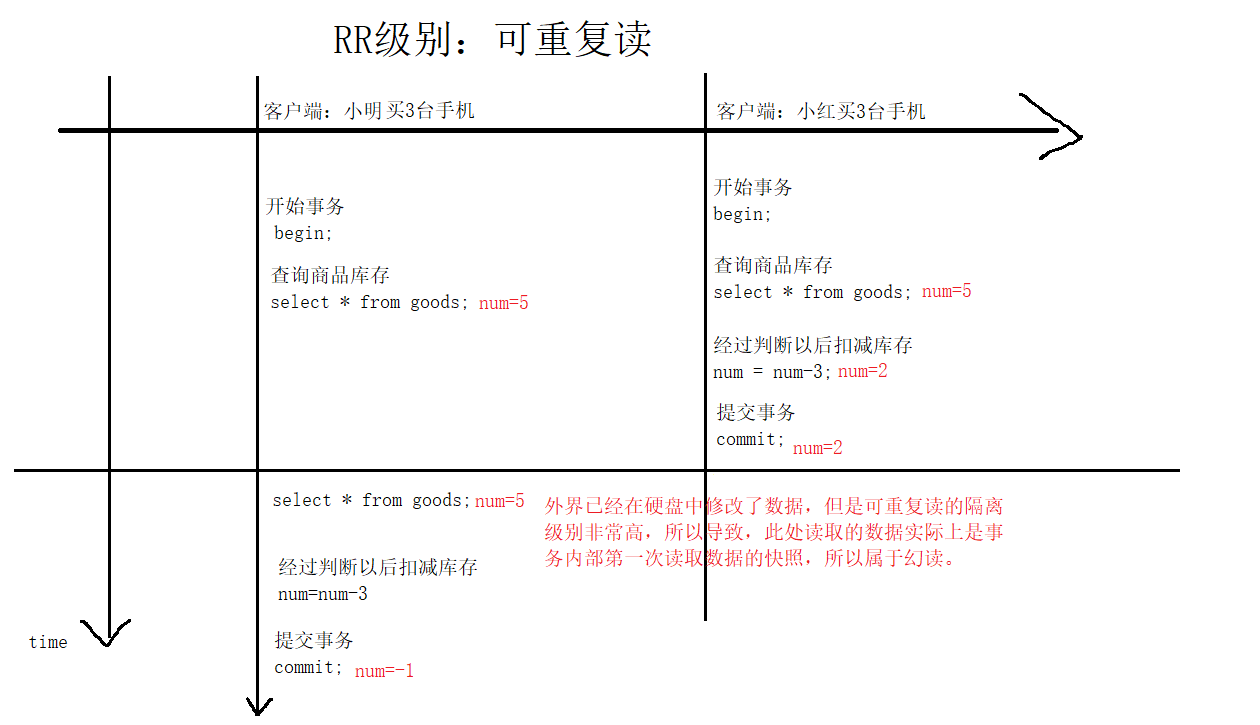 RR级别：可重复读
客户端：小明买3台手机
客户端：小红买3台手机
开始事务
begin;
查询商品库存
select * from goods; num=5
开始事务
begin;
查询商品库存
select * from goods; num=5
经过判断以后扣减库存
num = num-3; num=2
提交事务
commit; num=2
select * from goods; num=5
外界已经在硬盘中修改了数据，但是可重复读的隔离
级别非常高，所以导致，此处读取的数据实际上是事
务内部第一次读取数据的快照，所以属于幻读。
经过判断以后扣减库存
num=num-3
提交事务
commit; num=-1
time